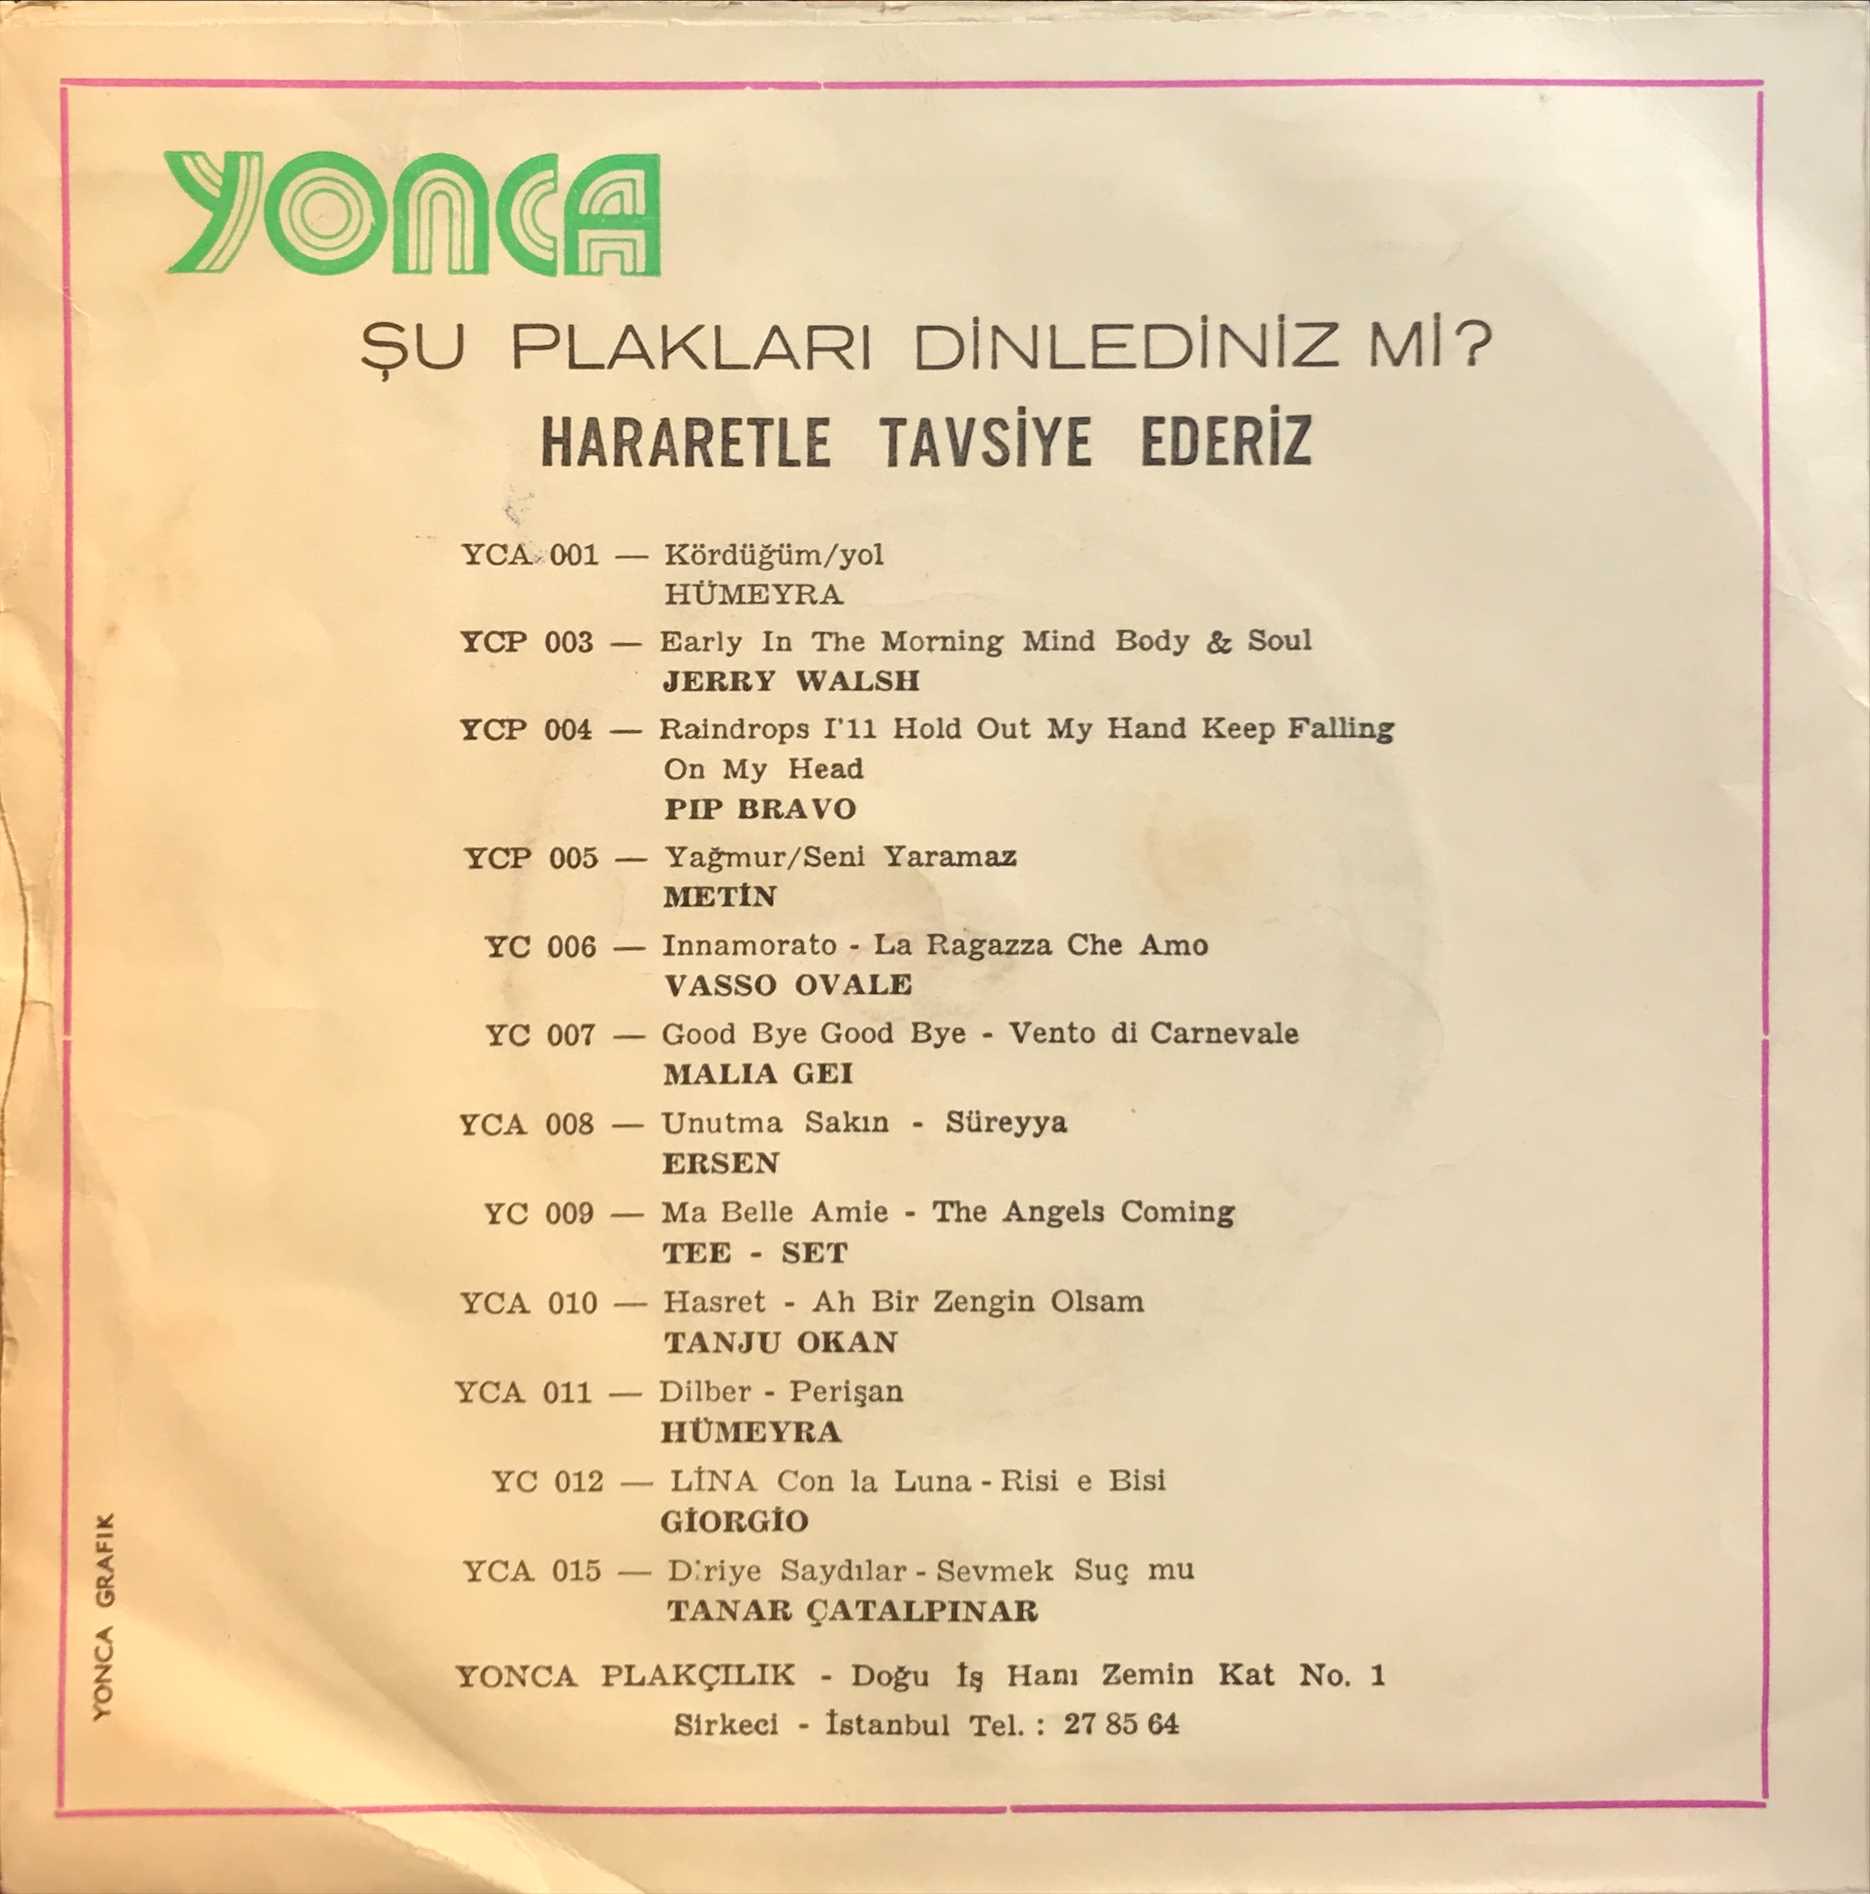 YONCA
ŞU PLAKLARI DİNLEDİNİZ Mİ?
HARARETLE TAVSİYE EDERİZ
YCA 001 — Kördüğüm/yol
HÜMEYRA
YCP 003 — Early In The Morning Mind Body & Soul
JERRY WALSH
YCP 004 — Raindrops I'11 Hold Out My Hand Keep Falling
On My Head
PIP BRAVO
YCP 005 — Yağmur/Seni Yaramaz
METİN
YC 006 — Innamorato - La Ragazza Che Amo
VASSO OVALE
YC 007 — Good Bye Good Bye - Vento di Carnevale
MALIA GEI
YCA 008 — Unutma Sakın - Süreyya
ERSEN
YC 009 — Ma Belle Amie - The Angels Coming
TEE - SET
YCA 010 — Hasret - Ah Bir Zengin Olsam
TANJU OKAN
YCA 011 — Dilber - Perişan
HÜMEYRA
YC 012 — LİNA Con la Luna - Risi e Bisi
GİORGİO
YCA 015 — Diriye Saydılar - Sevmek Suç mu
TANAR ÇATALPINAR
YONCA PLAKÇILIK - Doğu İş Hanı Zemin Kat No. 1
Sirkeci - İstanbul Tel. : 27 85 64
YONCA GRAFIK